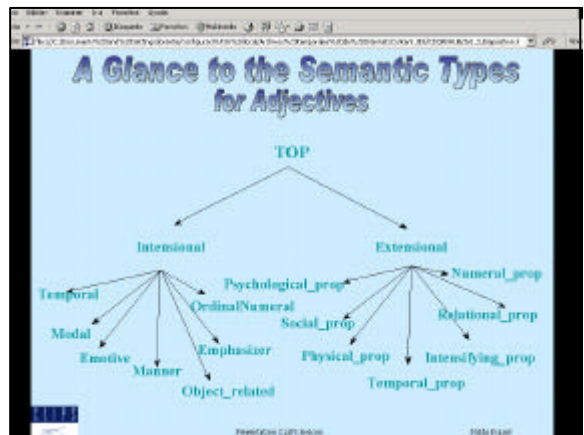 A Glance to the Semantic Types
for Adjectives
TOP
Intensional
Extensional
Temporal
Modal
Emotive
Manner
Object_related
Emphasizer
OrdinalNumeral
Psychological_prop
Social_prop
Physical_prop
Temporal_prop
Intensifying_prop
Relational_prop
Numeral_prop
CLIPS